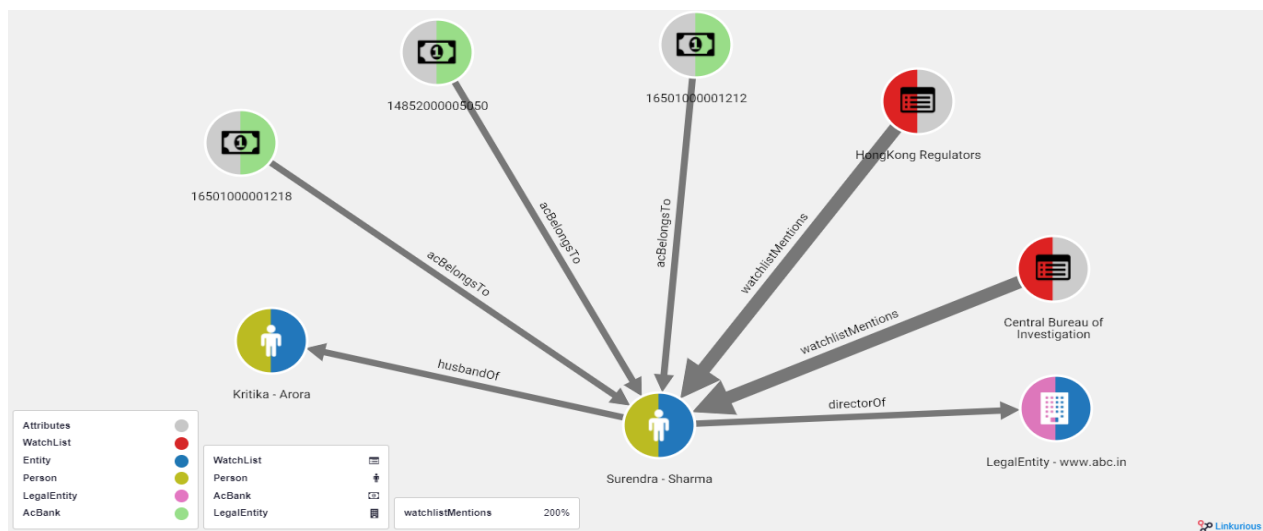 14852000005050
16501000001212
HongKong Regulators
16501000001218
acBelongsTo
acBelongsTo
acBelongsTo
watchlistMentions
watchlistMentions
Central Bureau of
Investigation
husbandOf
Kritika - Arora
directorOf
Surendra - Sharma
LegalEntity - www.abc.in
Attributes
WatchList
Entity
Person
LegalEntity
AcBank
WatchList
Person
AcBank
LegalEntity
watchlistMentions 200%
Linkurious